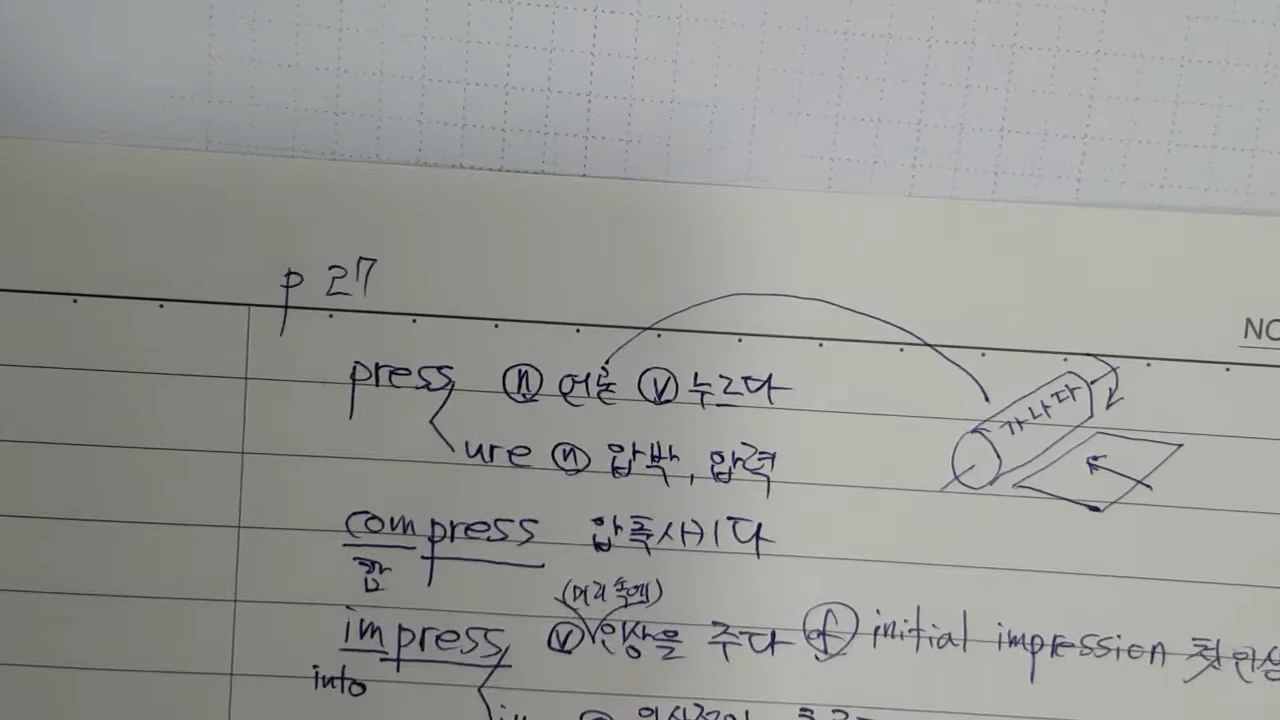 p 27
NO
press ⓝ 언론 ⓥ 누르다
가나다
ure ⓝ 압박, 압력
compress 압축시키다
함
(머리 속에)
impress ⓥ 인상을 주다 ⓕ initial impression 첫인상
into